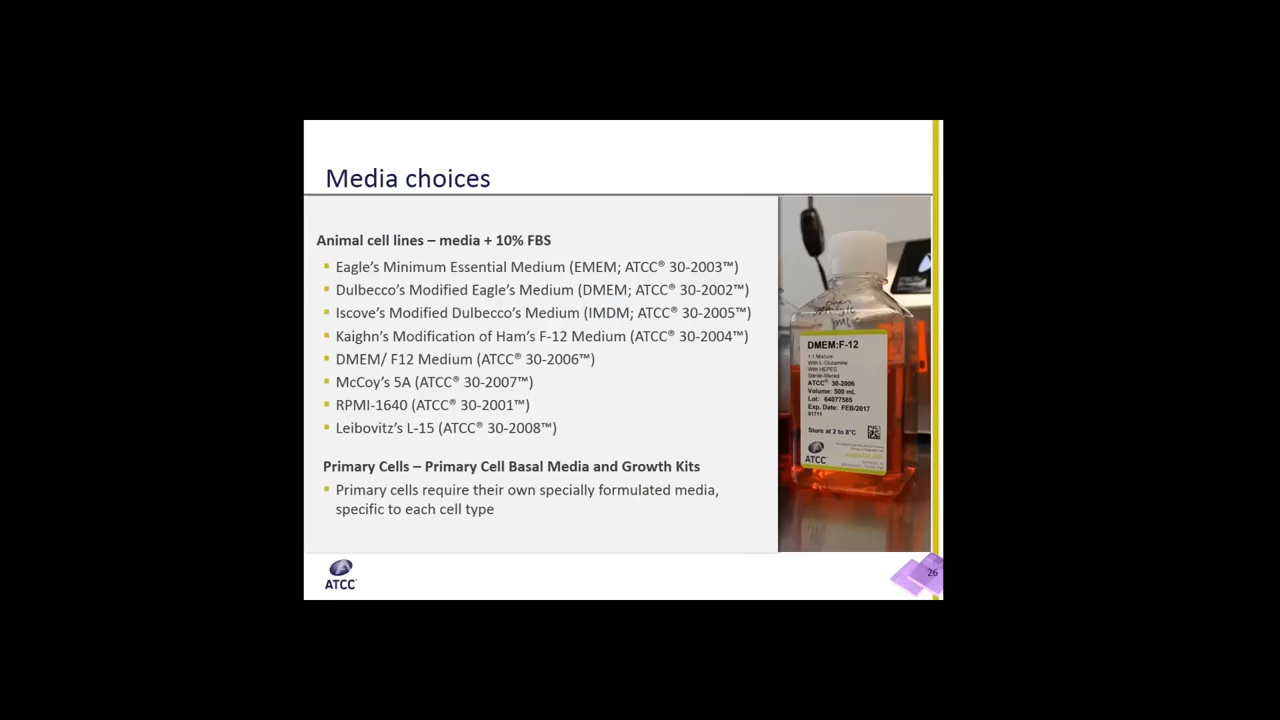 Media choices
Animal cell lines – media + 10% FBS
Eagle's Minimum Essential Medium (EMEM; ATCC® 30-2003™)
Dulbecco's Modified Eagle's Medium (DMEM; ATCC® 30-2002™)
Iscove's Modified Dulbecco's Medium (IMDM; ATCC® 30-2005™)
Kaighn's Modification of Ham's F-12 Medium (ATCC® 30-2004™)
DMEM/ F12 Medium (ATCC® 30-2006™)
McCoy's 5A (ATCC® 30-2007™)
RPMI-1640 (ATCC® 30-2001™)
Leibovitz's L-15 (ATCC® 30-2008™)
Primary Cells – Primary Cell Basal Media and Growth Kits
Primary cells require their own specially formulated media,
specific to each cell type
DMEM:F-12
1:1 Mixture
With L-Glutamine
With HEPES
Sterile-filtered
ATCC® 30-2006
Volume: 500 mL
Lot: 64077585
Exp. Date: FEB/2017
Store at 2 to 8°C
ATCC
ATCC
26